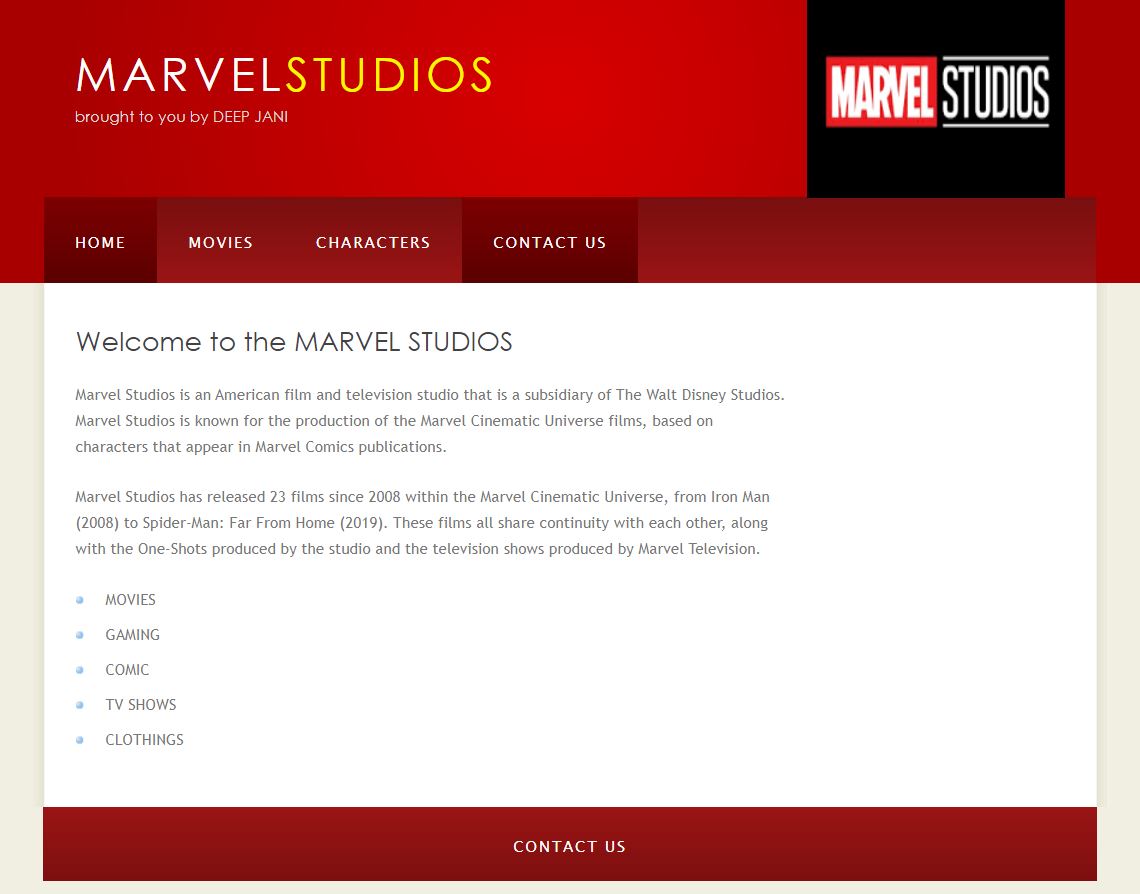 MARVELSTUDIOS
brought to you by DEEP JANI
MARVEL STUDIOS
HOME MOVIES CHARACTERS CONTACT US
Welcome to the MARVEL STUDIOS
Marvel Studios is an American film and television studio that is a subsidiary of The Walt Disney Studios.
Marvel Studios is known for the production of the Marvel Cinematic Universe films, based on
characters that appear in Marvel Comics publications.
Marvel Studios has released 23 films since 2008 within the Marvel Cinematic Universe, from Iron Man
(2008) to Spider-Man: Far From Home (2019). These films all share continuity with each other, along
with the One-Shots produced by the studio and the television shows produced by Marvel Television.
MOVIES
GAMING
COMIC
TV SHOWS
CLOTHINGS
CONTACT US